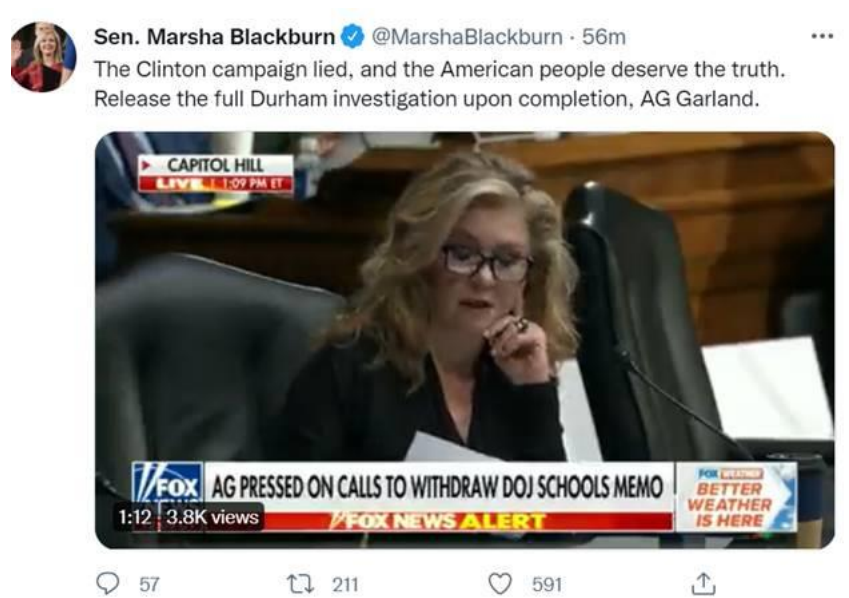 Sen. Marsha Blackburn @MarshaBlackburn · 56m
The Clinton campaign lied, and the American people deserve the truth.
Release the full Durham investigation upon completion, AG Garland.
CAPITOL HILL
LIVE 1:09 PM ET
FOX
AG PRESSED ON CALLS TO WITHDRAW DOJ SCHOOLS MEMO
FOX WEATHER
BETTER
WEATHER
IS HERE
1:12 3.8K views
FOX NEWS ALERT
57 211 591